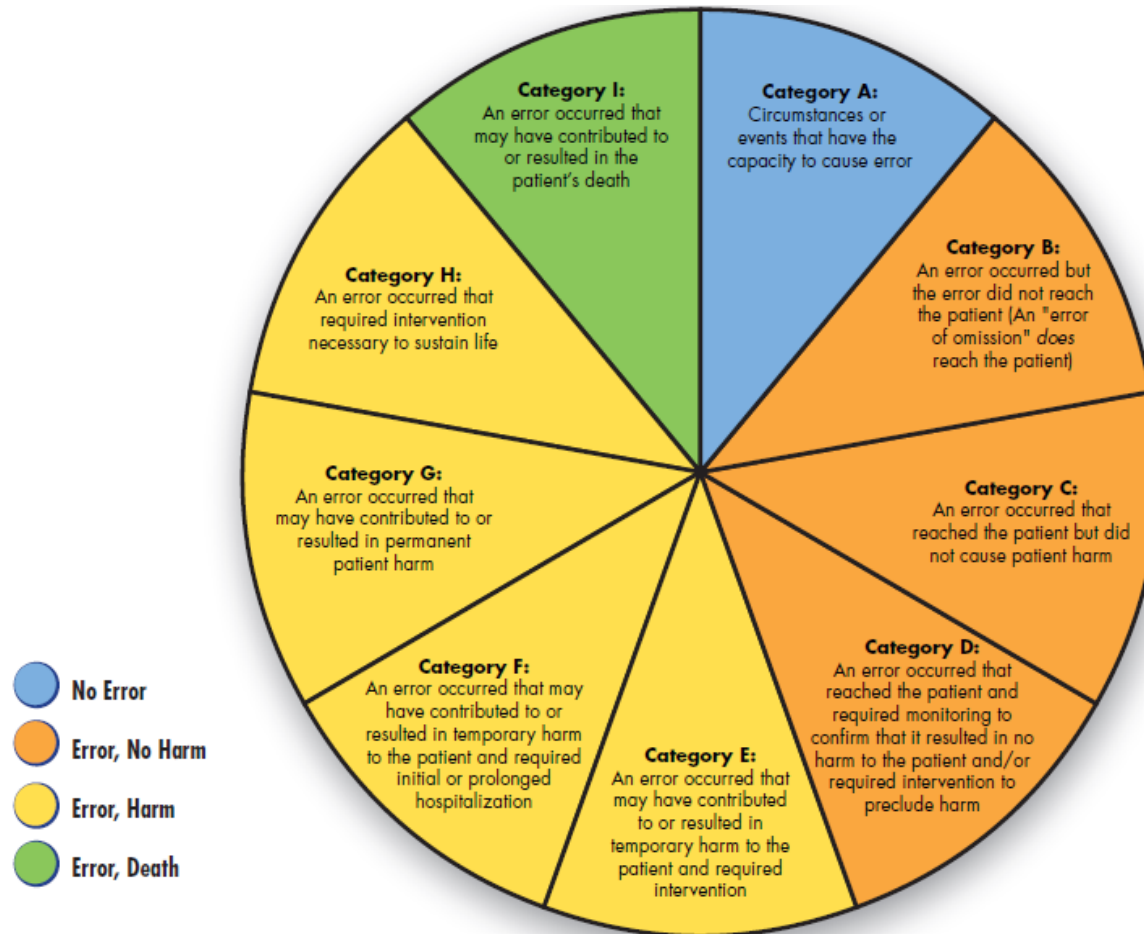 Category I:
An error occurred that
may have contributed to
or resulted in the
patient's death
Category A:
Circumstances or
events that have the
capacity to cause error
Category B:
An error occurred but
the error did not reach
the patient (An "error
of omission" does
reach the patient)
Category C:
An error occurred that
reached the patient but did
not cause patient harm
Category D:
An error occurred that
reached the patient and
required monitoring to
confirm that it resulted in no
harm to the patient and/or
required intervention to
preclude harm
Category E:
An error occurred that
may have contributed
to or resulted in
temporary harm to the
patient and required
intervention
Category F:
An error occurred that may
have contributed to or
resulted in temporary harm
to the patient and required
initial or prolonged
hospitalization
Category G:
An error occurred that
may have contributed to or
resulted in permanent
patient harm
Category H:
An error occurred that
required intervention
necessary to sustain life
No Error
Error, No Harm
Error, Harm
Error, Death